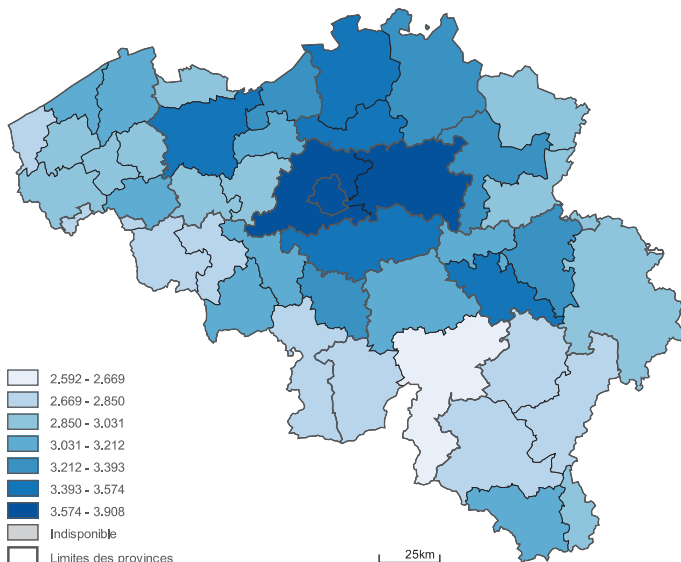 2.592 - 2.669
2.669 - 2.850
2.850 - 3.031
3.031 - 3.212
3.212 - 3.393
3.393 - 3.574
3.574 - 3.908
Indisponible
Limites des provinces
25km